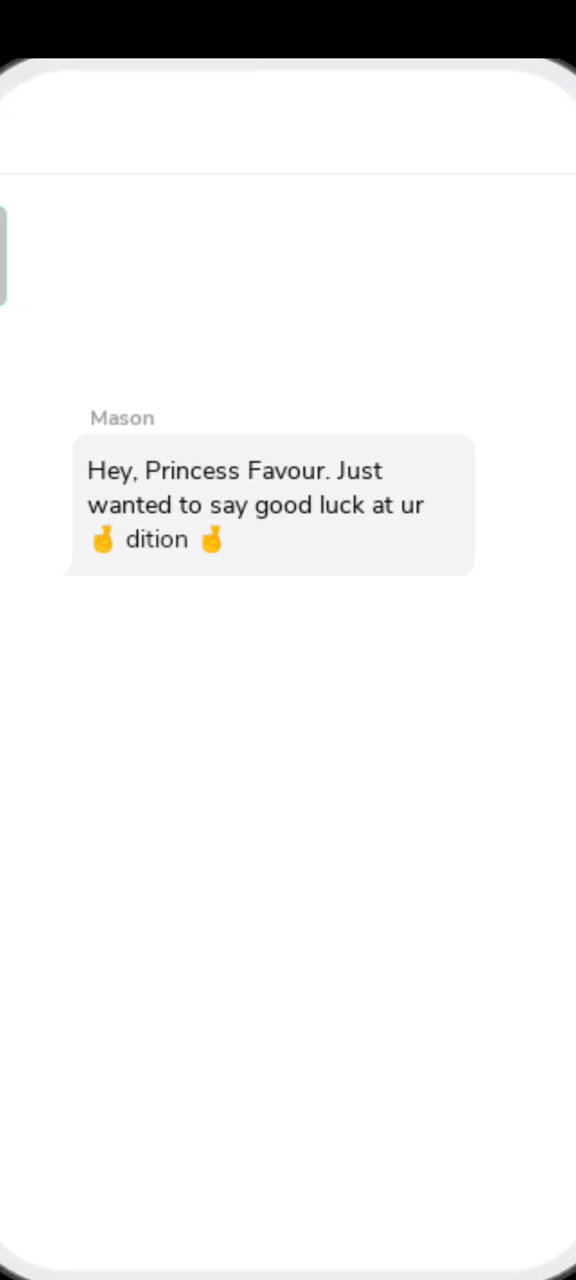 Mason
Hey, Princess Favour. Just
wanted to say good luck at ur
🤞 dition 🤞